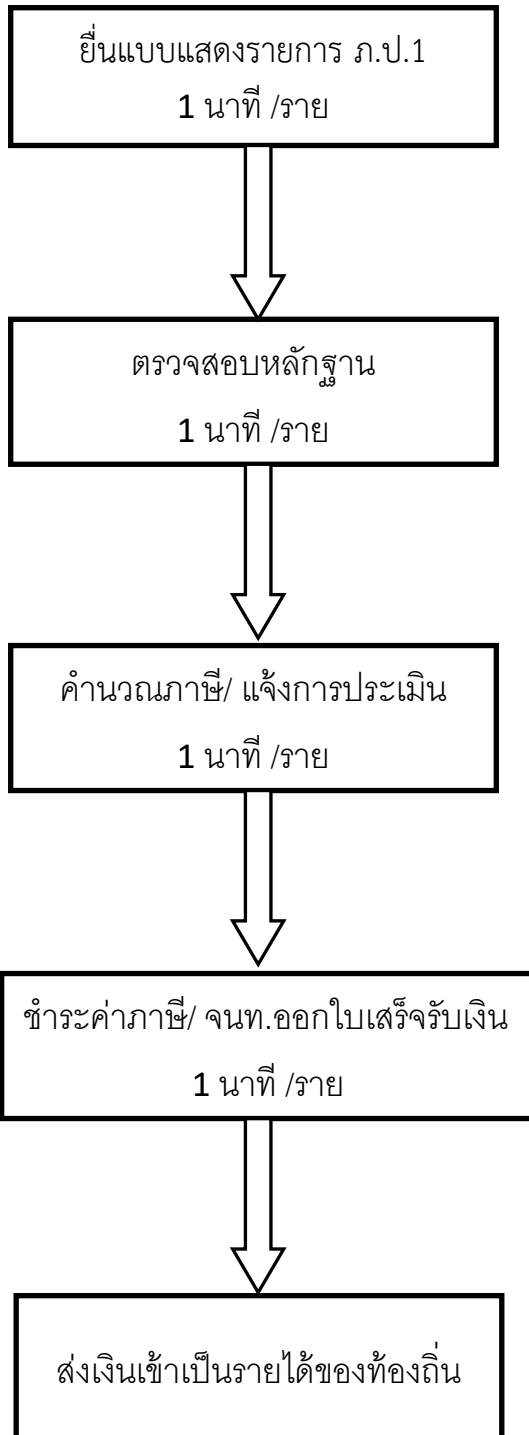 ยื่นแบบแสดงรายการ ภ.ป.1
1 นาที /ราย
ตรวจสอบหลักฐาน
1 นาที /ราย
คำนวณภาษี/ แจ้งการประเมิน
1 นาที /ราย
ชำระค่าภาษี/ จนท.ออกใบเสร็จรับเงิน
1 นาที /ราย
ส่งเงินเข้าเป็นรายได้ของท้องถิ่น